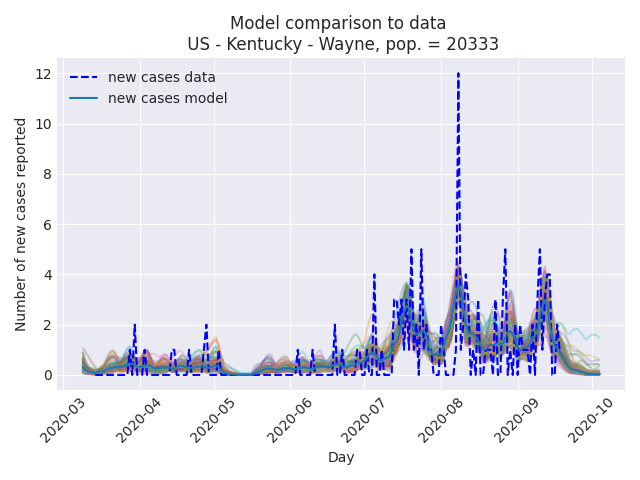 Model comparison to data
US - Kentucky - Wayne, pop. = 20333
new cases data
new cases model
Number of new cases reported
12
10
8
6
4
2
0
2020-03
2020-04
2020-05
2020-06
2020-07
2020-08
2020-09
2020-10
Day